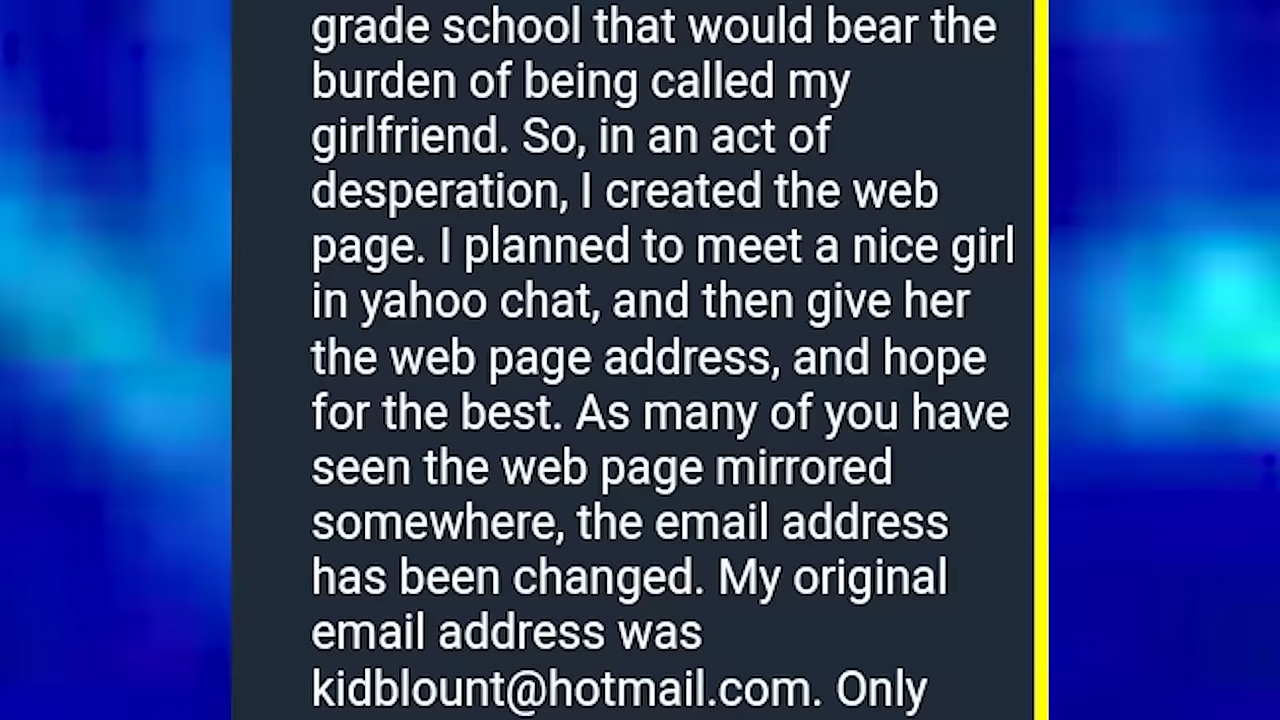 grade school that would bear the
burden of being called my
girlfriend. So, in an act of
desperation, I created the web
page. I planned to meet a nice girl
in yahoo chat, and then give her
the web page address, and hope
for the best. As many of you have
seen the web page mirrored
somewhere, the email address
has been changed. My original
email address was
kidblount@hotmail.com. Only